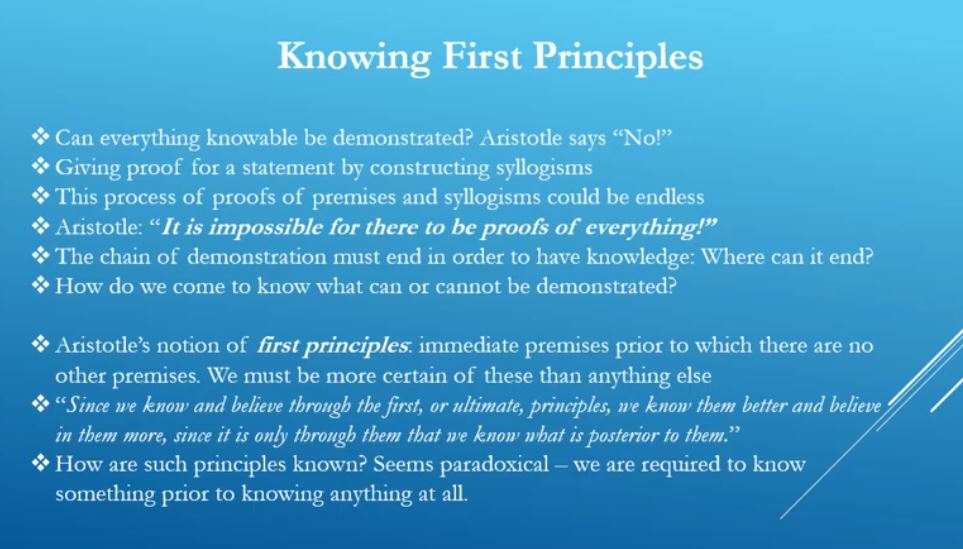 Knowing First Principles
❖ Can everything knowable be demonstrated? Aristotle says “No!”
❖ Giving proof for a statement by constructing syllogisms
❖ This process of proofs of premises and syllogisms could be endless
❖ Aristotle: “It is impossible for there to be proofs of everything!”
❖ The chain of demonstration must end in order to have knowledge: Where can it end?
❖ How do we come to know what can or cannot be demonstrated?
❖ Aristotle’s notion of first principles: immediate premises prior to which there are no
other premises. We must be more certain of these than anything else
❖ “Since we know and believe through the first, or ultimate, principles, we know them better and believe
in them more, since it is only through them that we know what is posterior to them.”
❖ How are such principles known? Seems paradoxical – we are required to know
something prior to knowing anything at all.